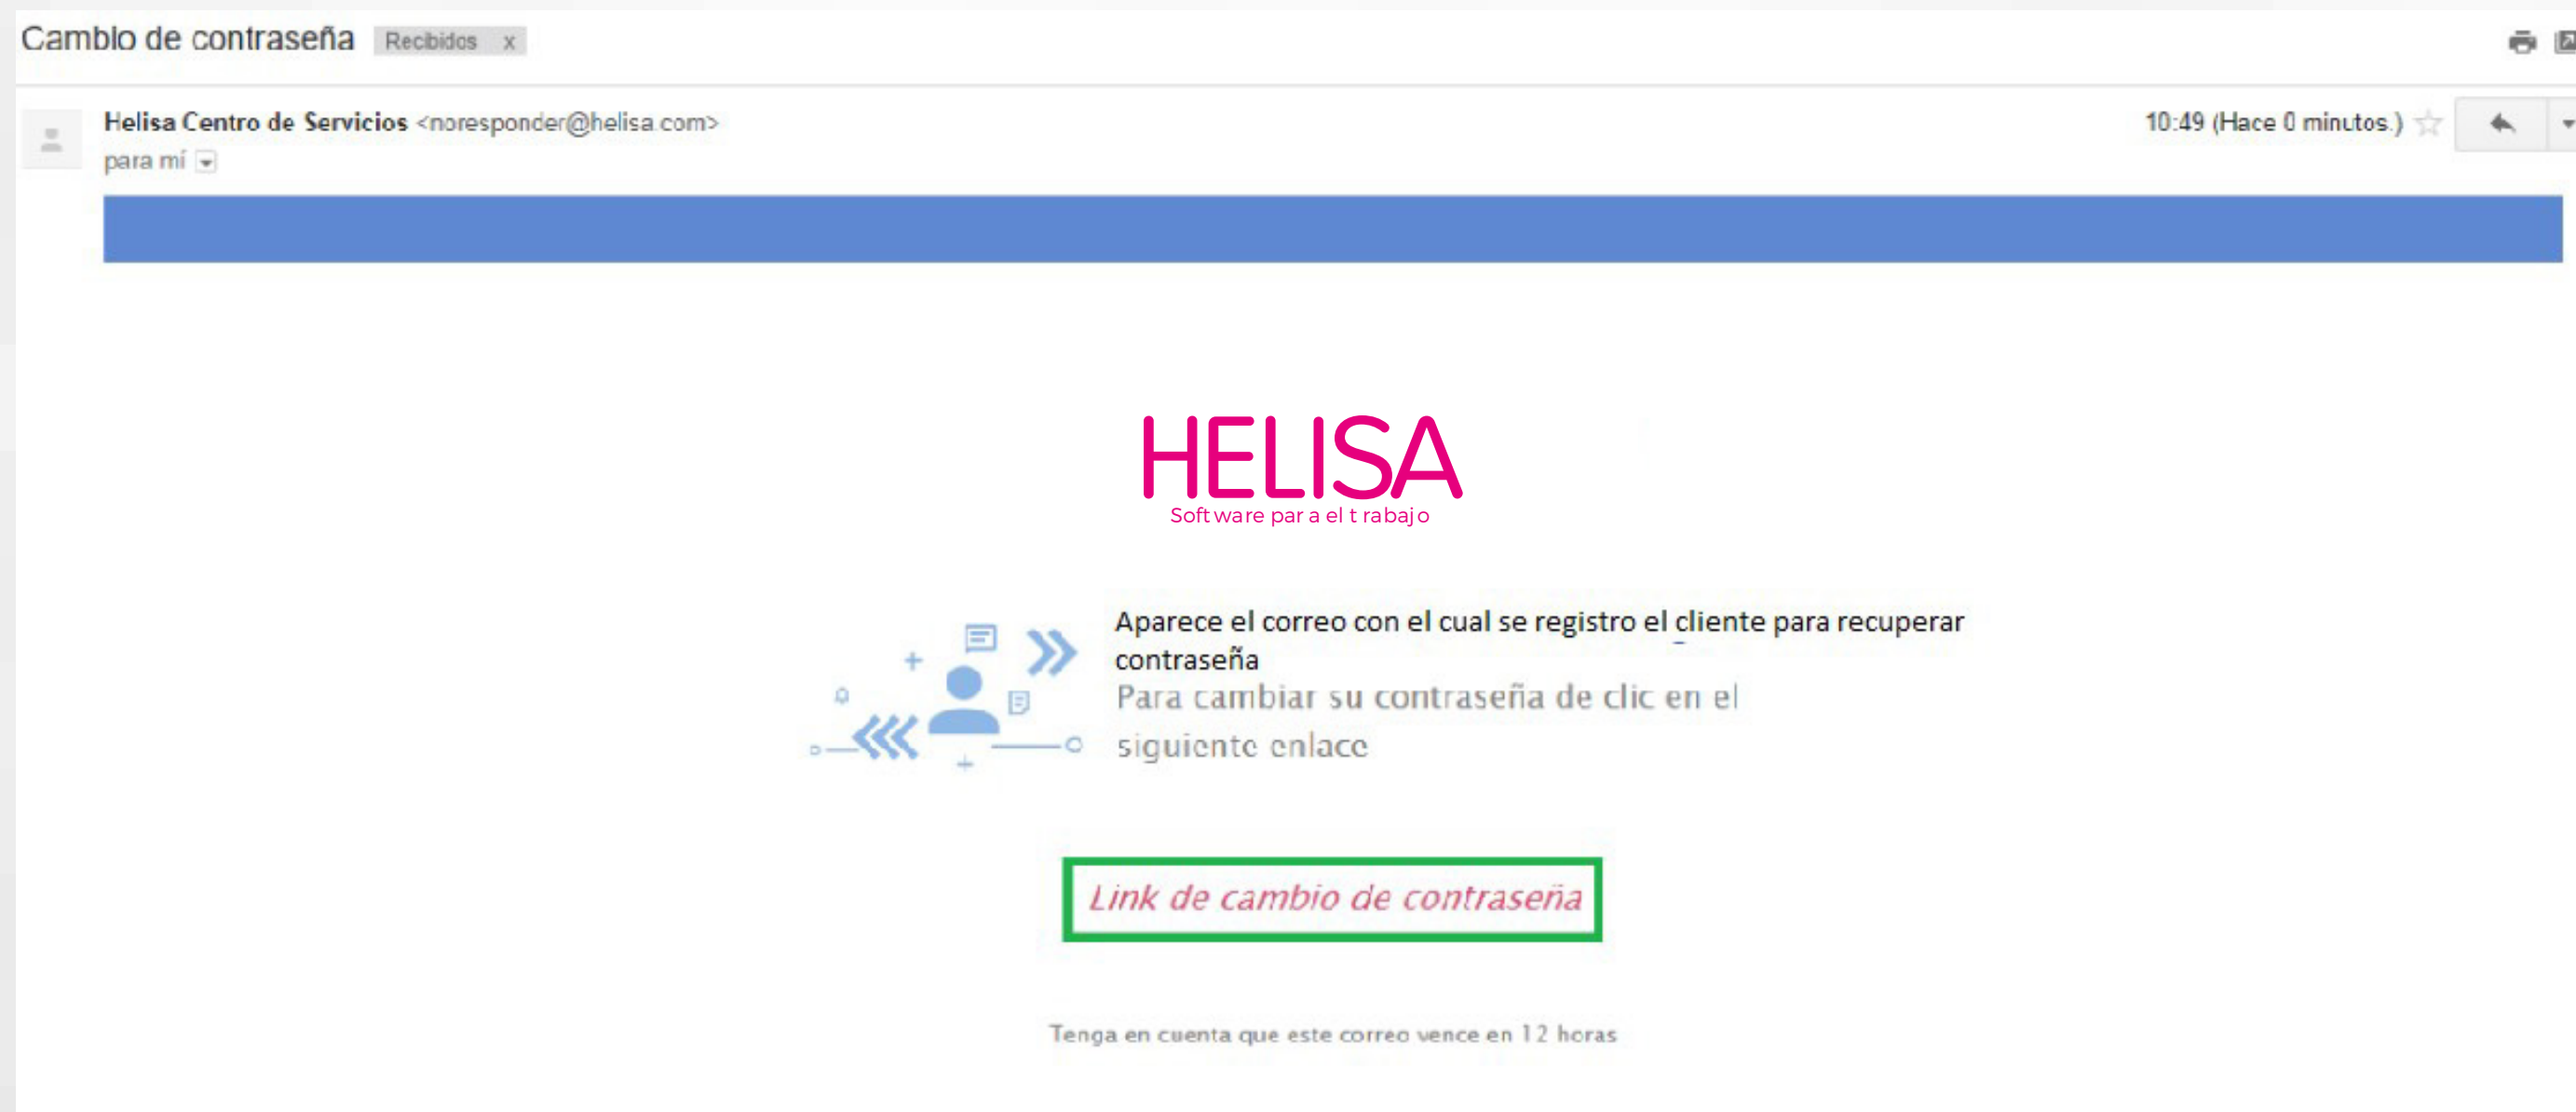 Cambio de contraseña Recibidos x
Helisa Centro de Servicios <noresponder@helisa.com> 10:49 (Hace 0 minutos.)
para mí
HELISA
Software para el trabajo
Aparece el correo con el cual se registro el cliente para recuperar
contraseña
Para cambiar su contraseña de clic en el
siguiente enlace
Link de cambio de contraseña
Tenga en cuenta que este correo vence en 12 horas